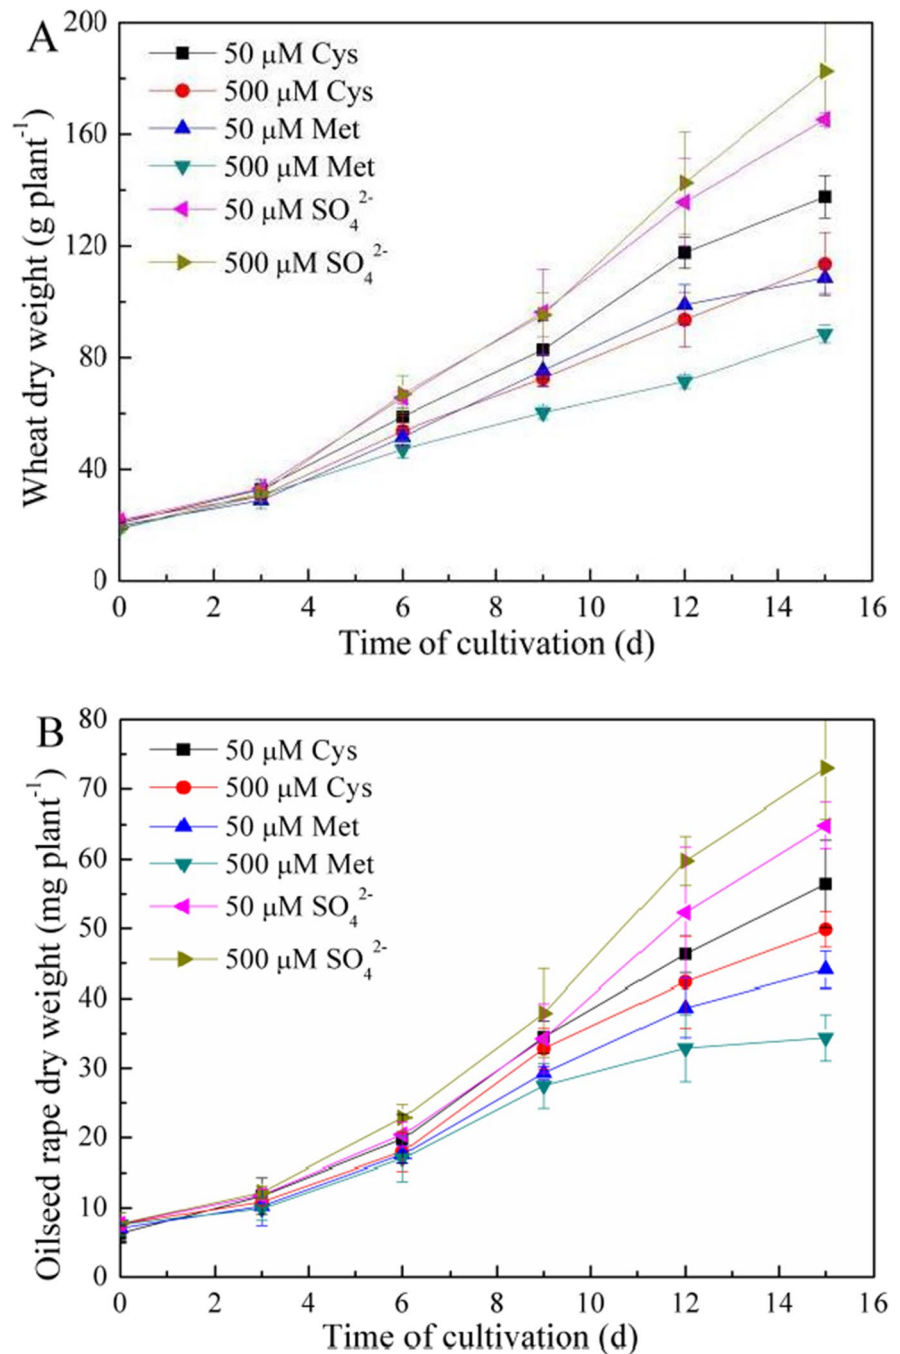 A
200
160
120
80
40
0
Wheat dry weight (g plant⁻¹)
50 μM Cys
500 μM Cys
50 μM Met
500 μM Met
50 μM SO₄²⁻
500 μM SO₄²⁻
0 2 4 6 8 10 12 14 16
Time of cultivation (d)
B
80
70
60
50
40
30
20
10
0
Oilseed rape dry weight (mg plant⁻¹)
50 μM Cys
500 μM Cys
50 μM Met
500 μM Met
50 μM SO₄²⁻
500 μM SO₄²⁻
0 2 4 6 8 10 12 14 16
Time of cultivation (d)